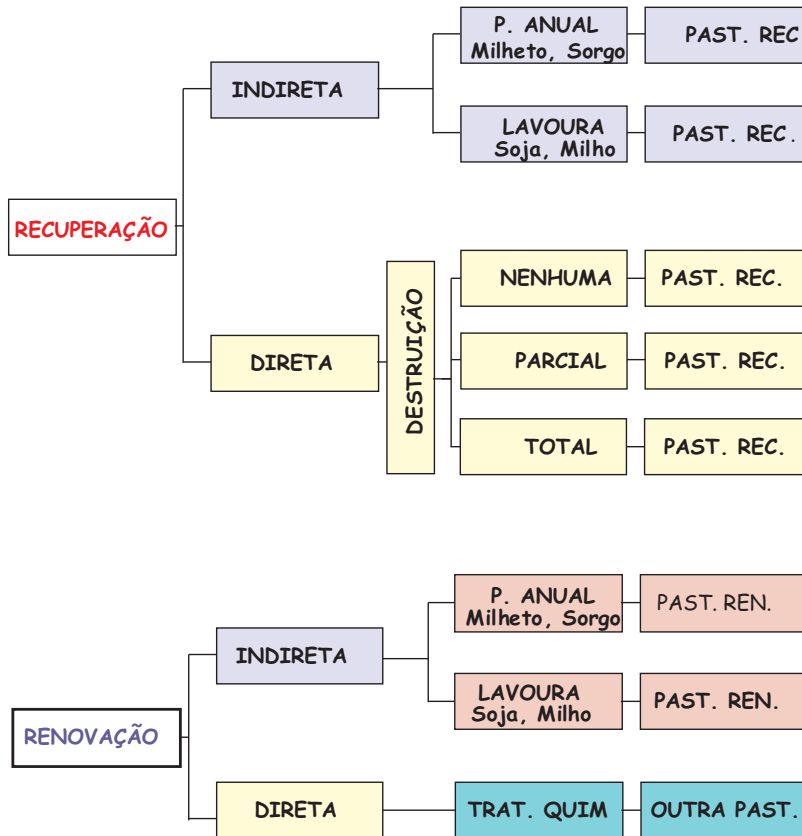 P. ANUAL
Milheto, Sorgo
PAST. REC
INDIRETA
LAVOURA
Soja, Milho
PAST. REC.
RECUPERAÇÃO
DESTRUIÇÃO
NENHUMA
PAST. REC.
DIRETA
PARCIAL
PAST. REC.
TOTAL
PAST. REC.
P. ANUAL
Milheto, Sorgo
PAST. REN.
INDIRETA
LAVOURA
Soja, Milho
PAST. REN.
RENOVAÇÃO
DIRETA
TRAT. QUIM
OUTRA PAST.